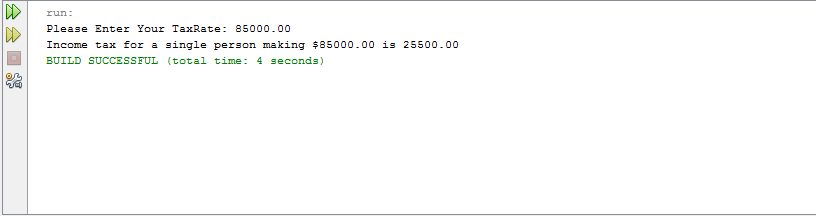 run:
Please Enter Your TaxRate: 85000.00
Income tax for a single person making $85000.00 is 25500.00
BUILD SUCCESSFUL (total time: 4 seconds)